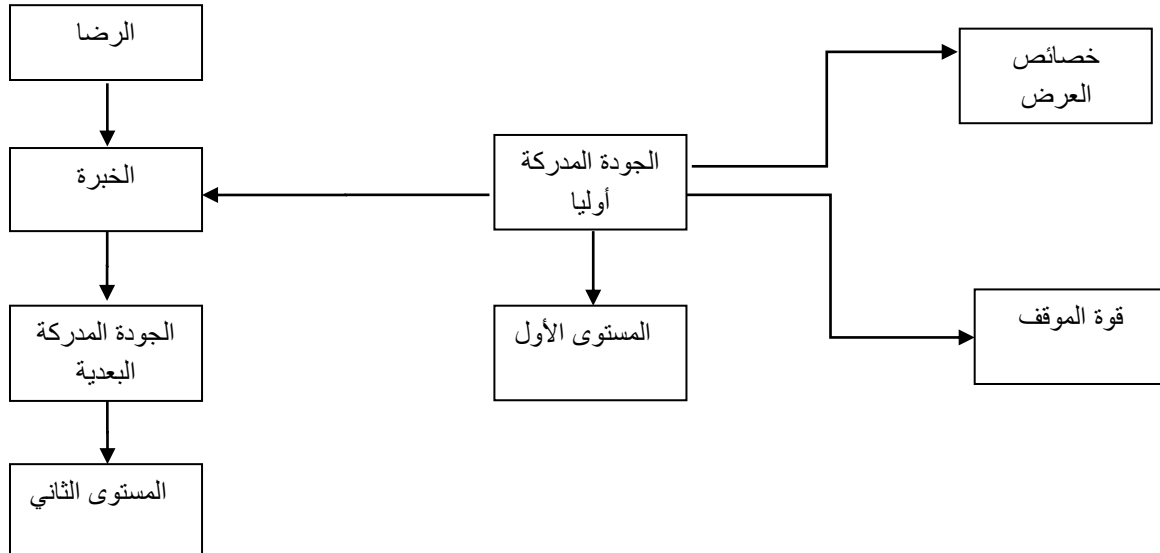 الرضا
خصائص
العرض
الجودة المدركة
أوليا
الخبرة
قوة الموقف
المستوى الأول
الجودة المدركة
البعدية
المستوى الثاني